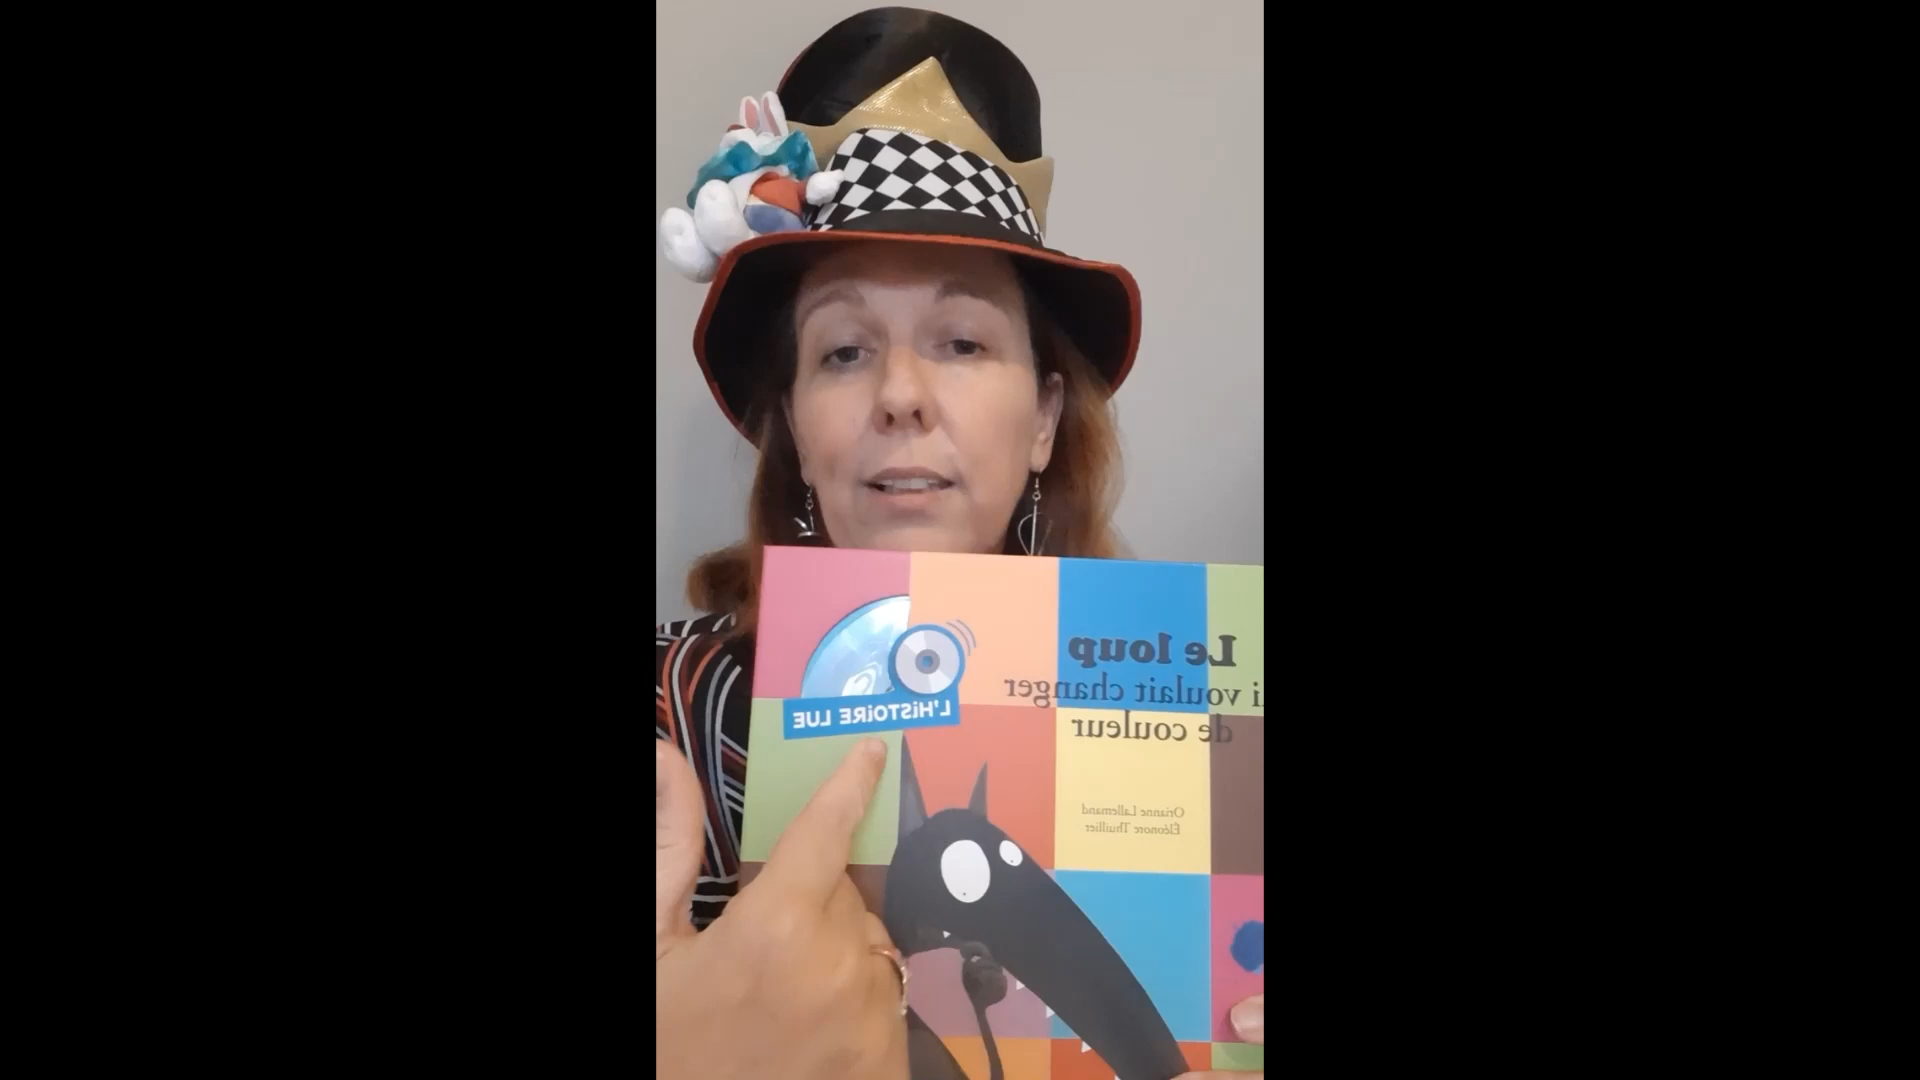 L'HiSTOiRE LUE
Le loup
i voulait changer
de couleur
Orianne Lallemand
Éléonore Thuillier